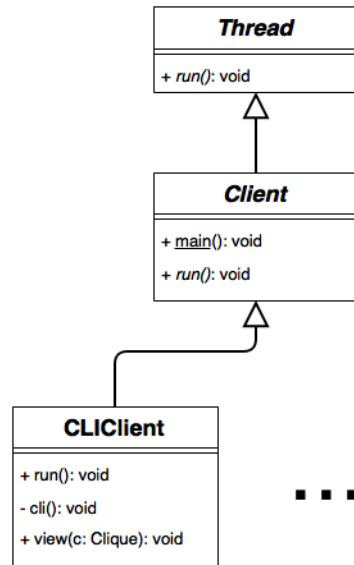 Thread
+ run(): void
Client
+ main(): void
+ run(): void
CLIClient
+ run(): void
- cli(): void
+ view(c: Clique): void
...